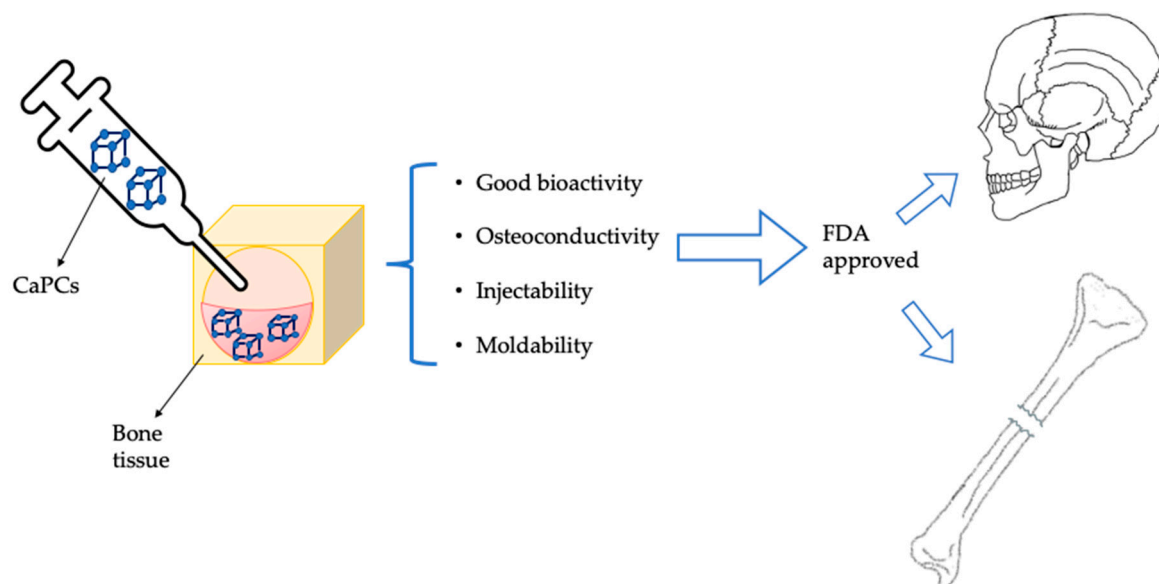 CaPCs
Bone
tissue
• Good bioactivity
• Osteoconductivity
• Injectability
• Moldability
FDA
approved